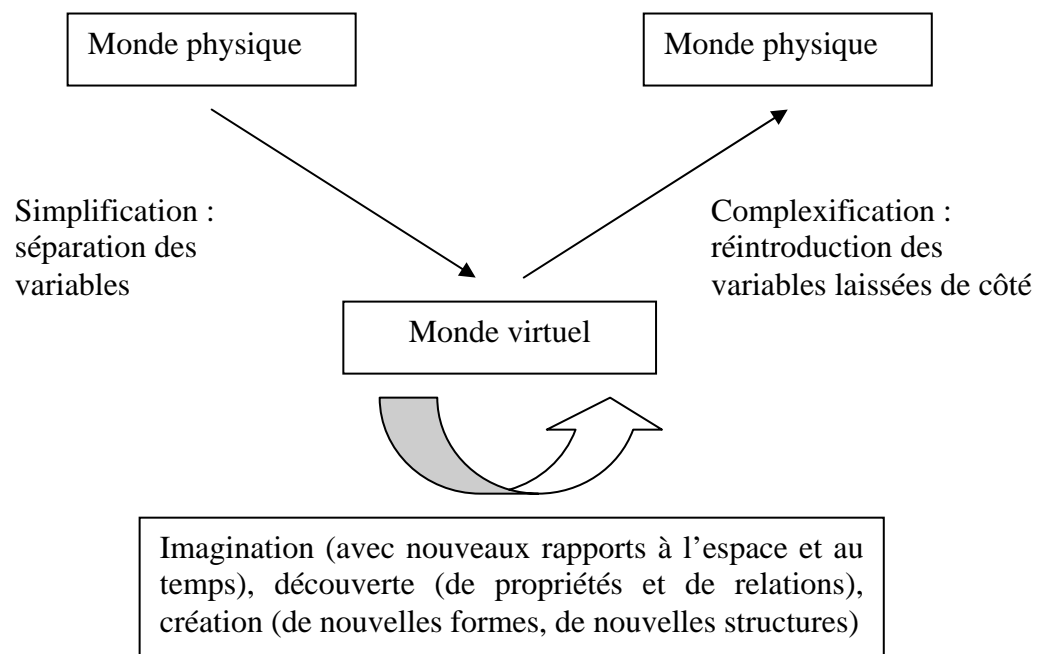 Monde physique
Monde physique
Simplification :
séparation des
variables
Complexification :
réintroduction des
variables laissées de côté
Monde virtuel
Imagination (avec nouveaux rapports à l’espace et au
temps), découverte (de propriétés et de relations),
création (de nouvelles formes, de nouvelles structures)